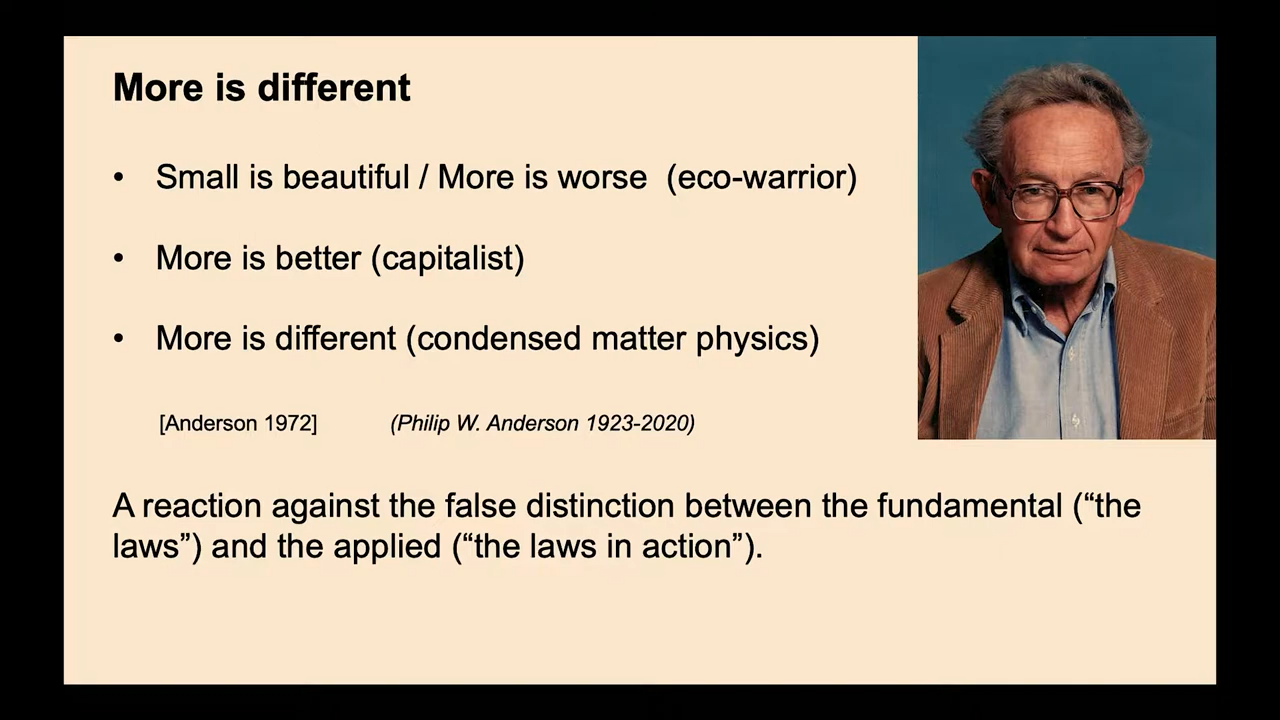 More is different
• Small is beautiful / More is worse  (eco-warrior)
• More is better (capitalist)
• More is different (condensed matter physics)
[Anderson 1972] (Philip W. Anderson 1923-2020)
A reaction against the false distinction between the fundamental (“the
laws”) and the applied (“the laws in action”).